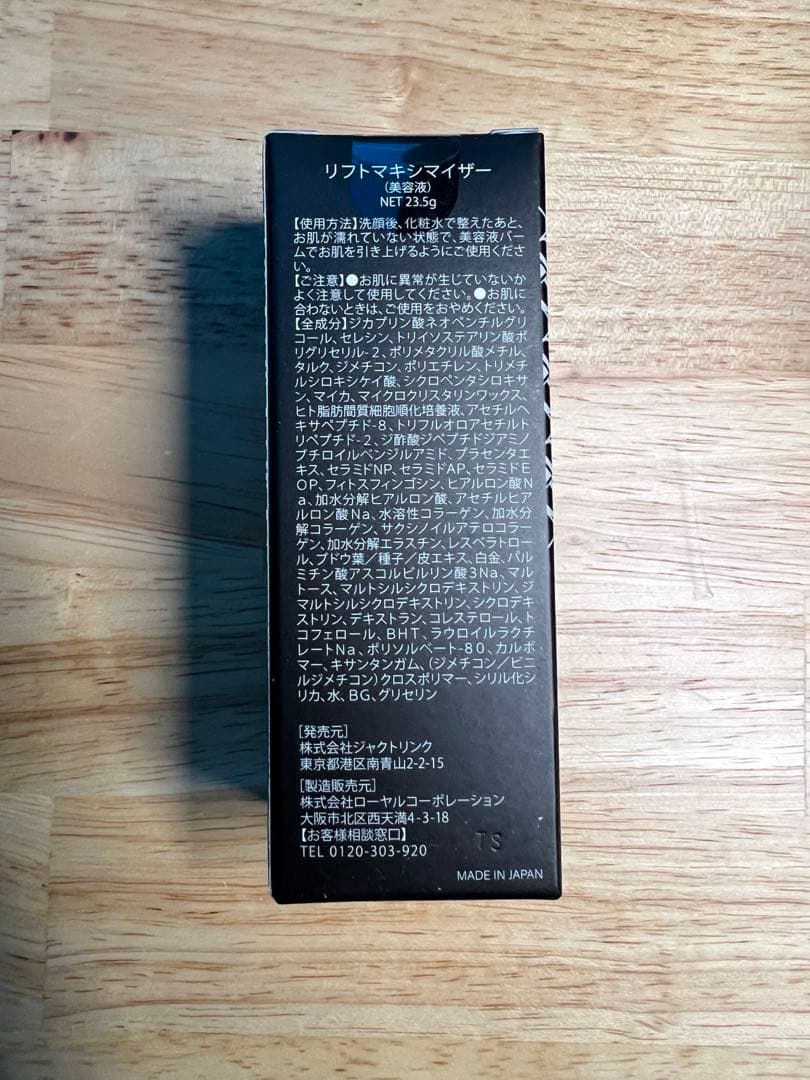 リフトマキシマイザー
(美容液)
NET 23.5g
【使用方法】洗顔後、化粧水で整えたあと、
お肌が濡れていない状態で、美容液バー
ムでお肌を引き上げるようにご使用くださ
い。
【ご注意】●お肌に異常が生じていないか
よく注意して使用してください。●お肌に
合わないときは、ご使用をおやめください。
【全成分】ジカプリン酸ネオペンチルグリ
コール、セレシン、トリイソステアリン酸ポ
リグリセリル-2、ポリメタクリル酸メチル、
タルク、ジメチコン、ポリエチレン、トリメチ
ルシロキシケイ酸、シクロペンタシロキサ
ン、マイカ、マイクロクリスタリンワックス、
ヒト脂肪間質細胞順化培養液、アセチルヘ
キサペプチド-8、トリフルオロアセチルト
リペプチド-2、ジ酢酸ジペプチドジアミノ
ブチロイルベンジルアミド、プラセンタエ
キス、セラミドNP、セラミドAP、セラミドE
OP、フィトスフィンゴシン、ヒアルロン酸N
a、加水分解ヒアルロン酸、アセチルヒア
ルロン酸Na、水溶性コラーゲン、加水分
解コラーゲン、サクシノイルアテロコラー
ゲン、加水分解エラスチン、レスベラトロー
ル、ブドウ葉／種子／皮エキス、白金、パル
ミチン酸アスコルビルリン酸3Na、マル
トース、マルトシルシクロデキストリン、ジ
マルトシルシクロデキストリン、シクロデキ
ストリン、デキストラン、コレステロール、ト
コフェロール、BHT、ラウロイルラクチ
レートNa、ポリソルベート-80、カルボ
マー、キサンタンガム、(ジメチコン／ビニ
ルジメチコン)クロスポリマー、シリル化シ
リカ、水、BG、グリセリン
[発売元]
株式会社ジャクトリンク
東京都港区南青山2-2-15
[製造販売元]
株式会社ローヤルコーポレーション
大阪市北区西天満4-3-18
【お客様相談窓口】
TEL 0120-303-920
TS
MADE IN JAPAN